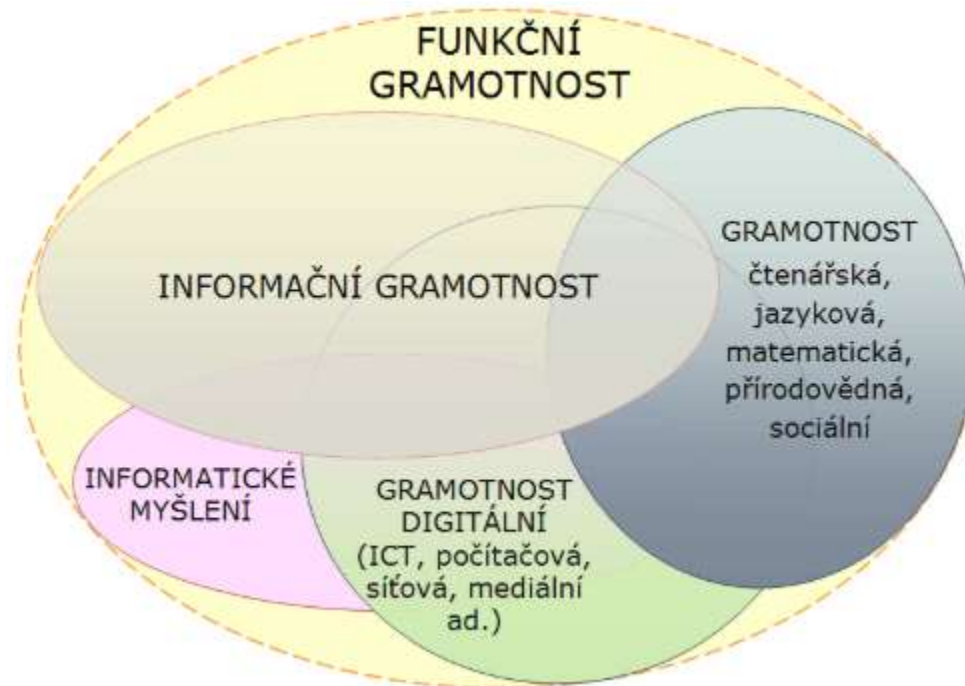 FUNKČNÍ
GRAMOTNOST
INFORMAČNÍ GRAMOTNOST
GRAMOTNOST
čtenářská,
jazyková,
matematická,
přírodovědná,
sociální
INFORMATICKÉ
MYŠLENÍ
GRAMOTNOST
DIGITÁLNÍ
(ICT, počítačová,
síťová, mediální
ad.)